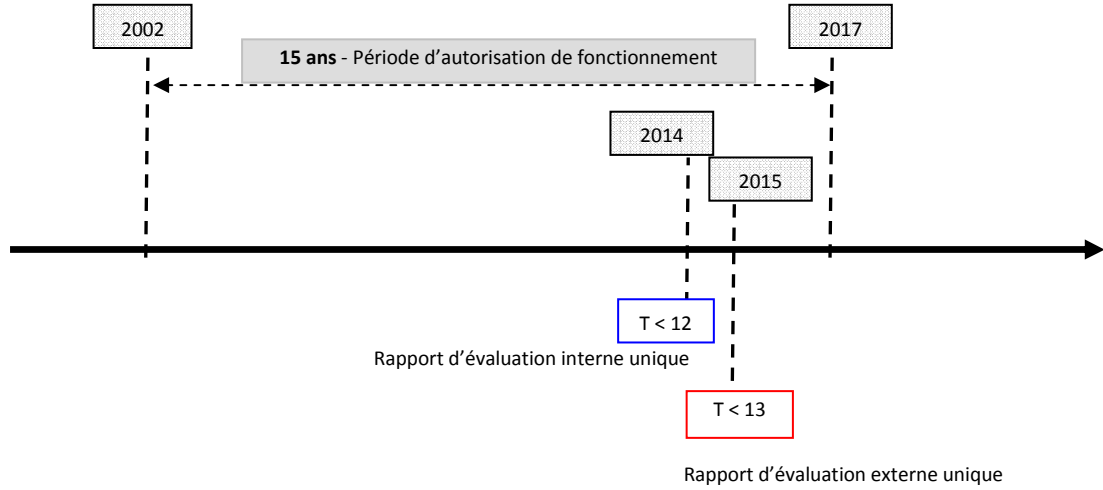 2002
2017
15 ans - Période d’autorisation de fonctionnement
2014
2015
T < 12
Rapport d’évaluation interne unique
T < 13
Rapport d’évaluation externe unique